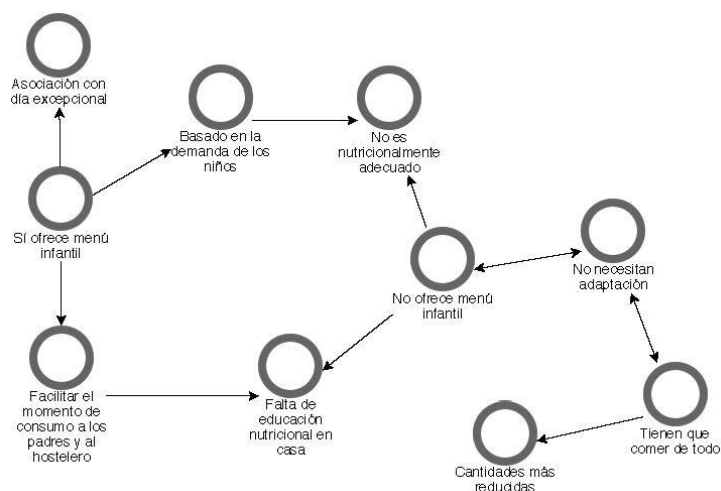 Asociación con
día excepcional
Basado en la
demanda de los
niños
No es
nutricionalmente
adecuado
Sí ofrece menú
infantil
No ofrece menú
infantil
No necesitan
adaptación
Facilitar el
momento de
consumo a los
padres y al
hostelero
Falta de
educación
nutricional en
casa
Tienen que
comer de todo
Cantidades más
reducidas